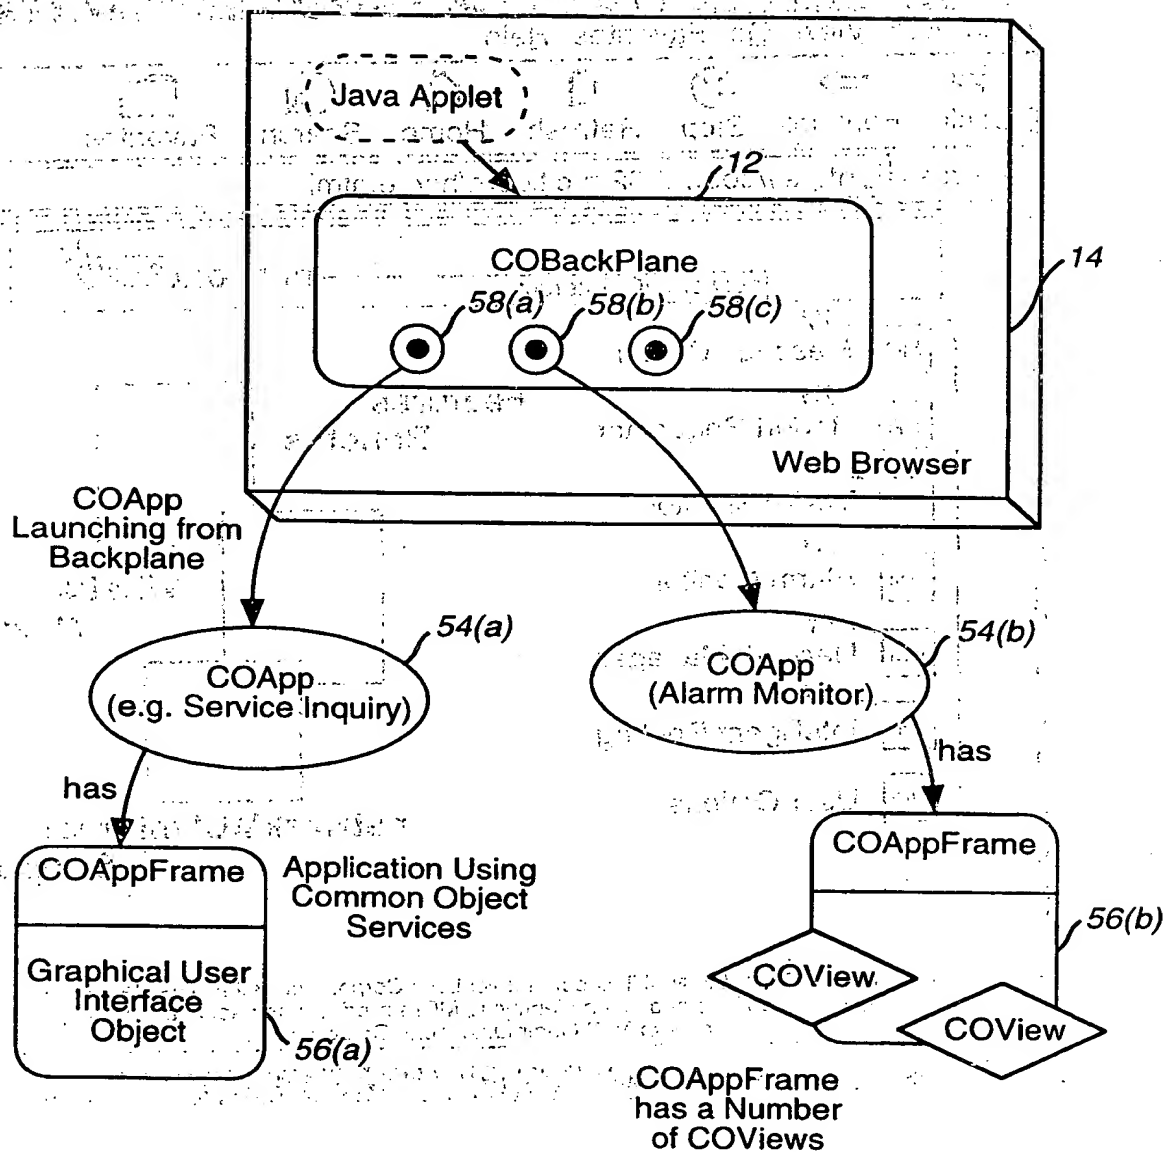 Java Applet
12
COBackPlane
14
58(a)
58(b)
58(c)
Web Browser
COApp
Launching from
Backplane
54(a)
54(b)
COApp
(e.g. Service Inquiry)
COApp
(Alarm Monitor)
has
has
COAppFrame
Application Using
Common Object
Services
COAppFrame
56(b)
Graphical User
Interface
Object
COView
COView
56(a)
COAppFrame
has a Number
of COViews